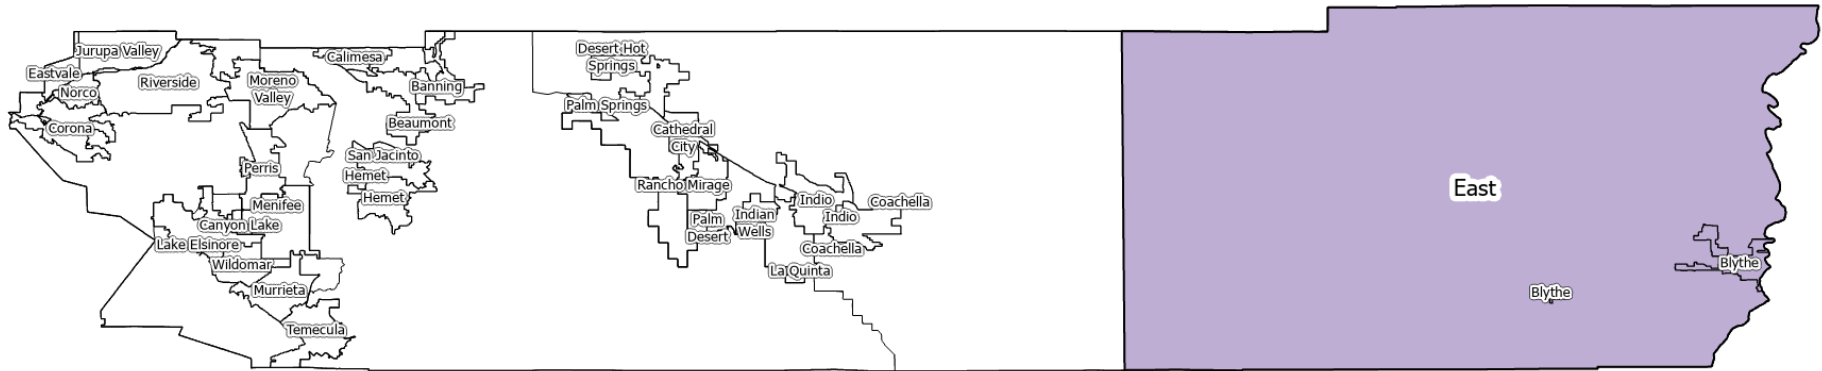 Jurupa Valley
Eastvale
Norco
Riverside
Corona
Moreno
Valley
Calimesa
Banning
Beaumont
San Jacinto
Hemet
Hemet
Perris
Menifee
Canyon Lake
Lake Elsinore
Wildomar
Murrieta
Temecula
Desert Hot
Springs
Palm Springs
Cathedral
City
Rancho Mirage
Palm
Desert
Indian
Wells
Indio
Indio
Coachella
Coachella
La Quinta
East
Blythe
Blythe